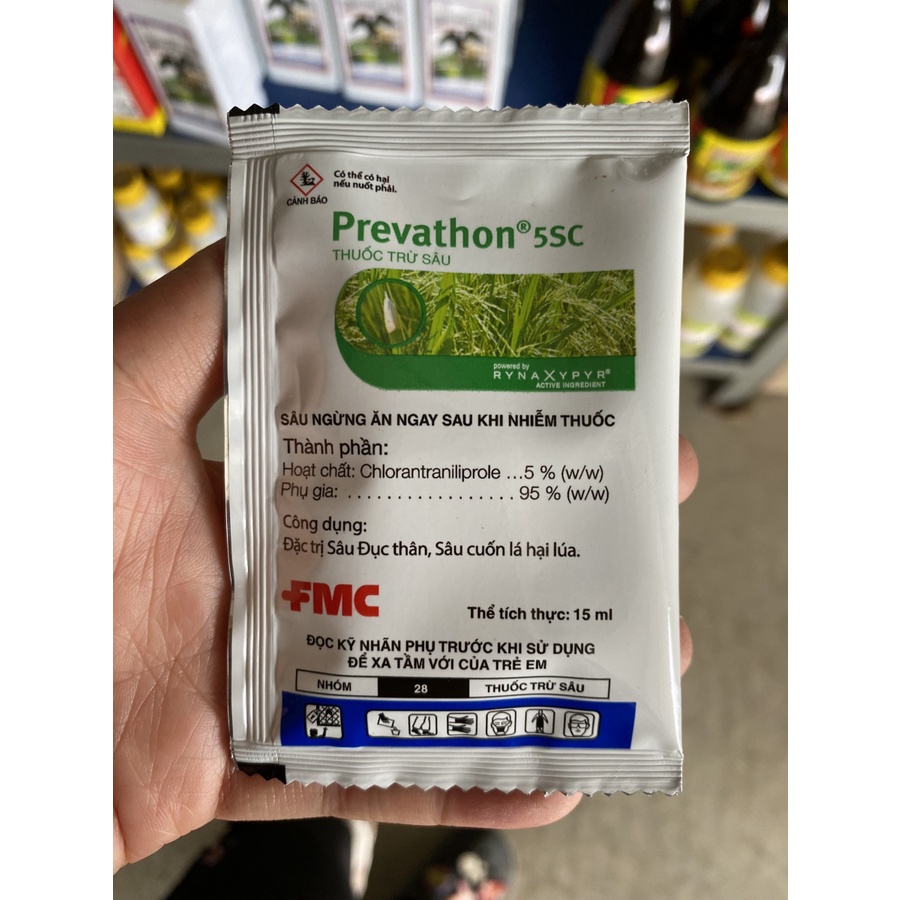 Có thể có hại
nếu nuốt phải.
CẢNH BÁO
Prevathon® 5SC
THUỐC TRỪ SÂU
powered by
RYNAXYPYR®
ACTIVE INGREDIENT
SÂU NGỪNG ĂN NGAY SAU KHI NHIỄM THUỐC
Thành phần:
Hoạt chất: Chlorantraniliprole ...5 % (w/w)
Phụ gia: . . . . . . . . . . . . . . . . . 95 % (w/w)
Công dụng:
Đặc trị Sâu Đục thân, Sâu cuốn lá hại lúa.
FMC
Thể tích thực: 15 ml
ĐỌC KỸ NHÃN PHỤ TRƯỚC KHI SỬ DỤNG
ĐỂ XA TẦM VỚI CỦA TRẺ EM
NHÓM 28 THUỐC TRỪ SÂU